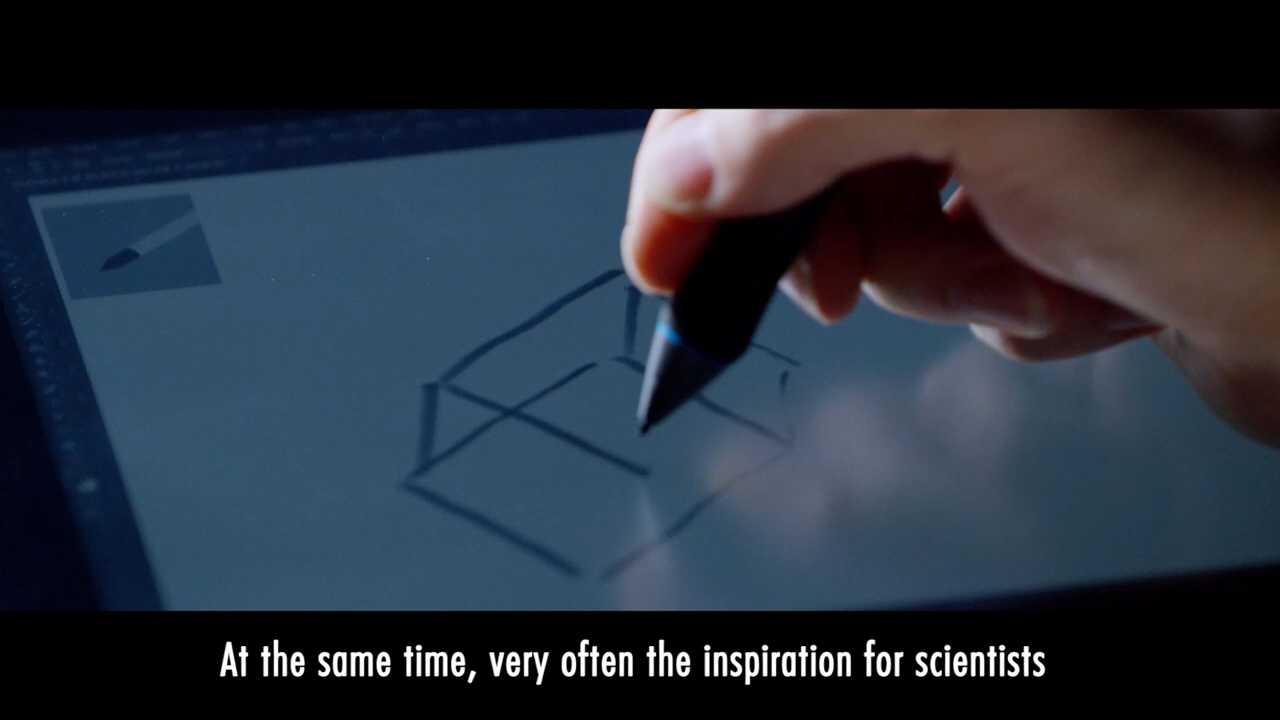 At the same time, very often the inspiration for scientists